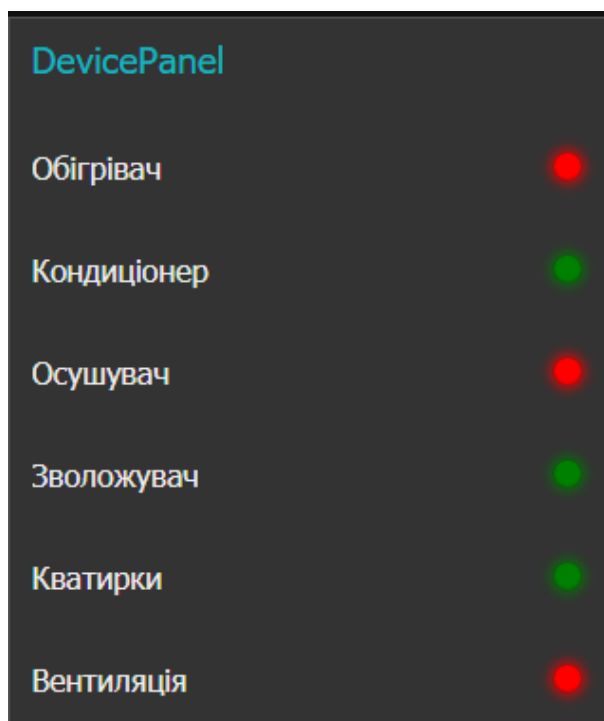 DevicePanel
Обігрівач
Кондиціонер
Осушувач
Зволожувач
Кватирки
Вентиляція